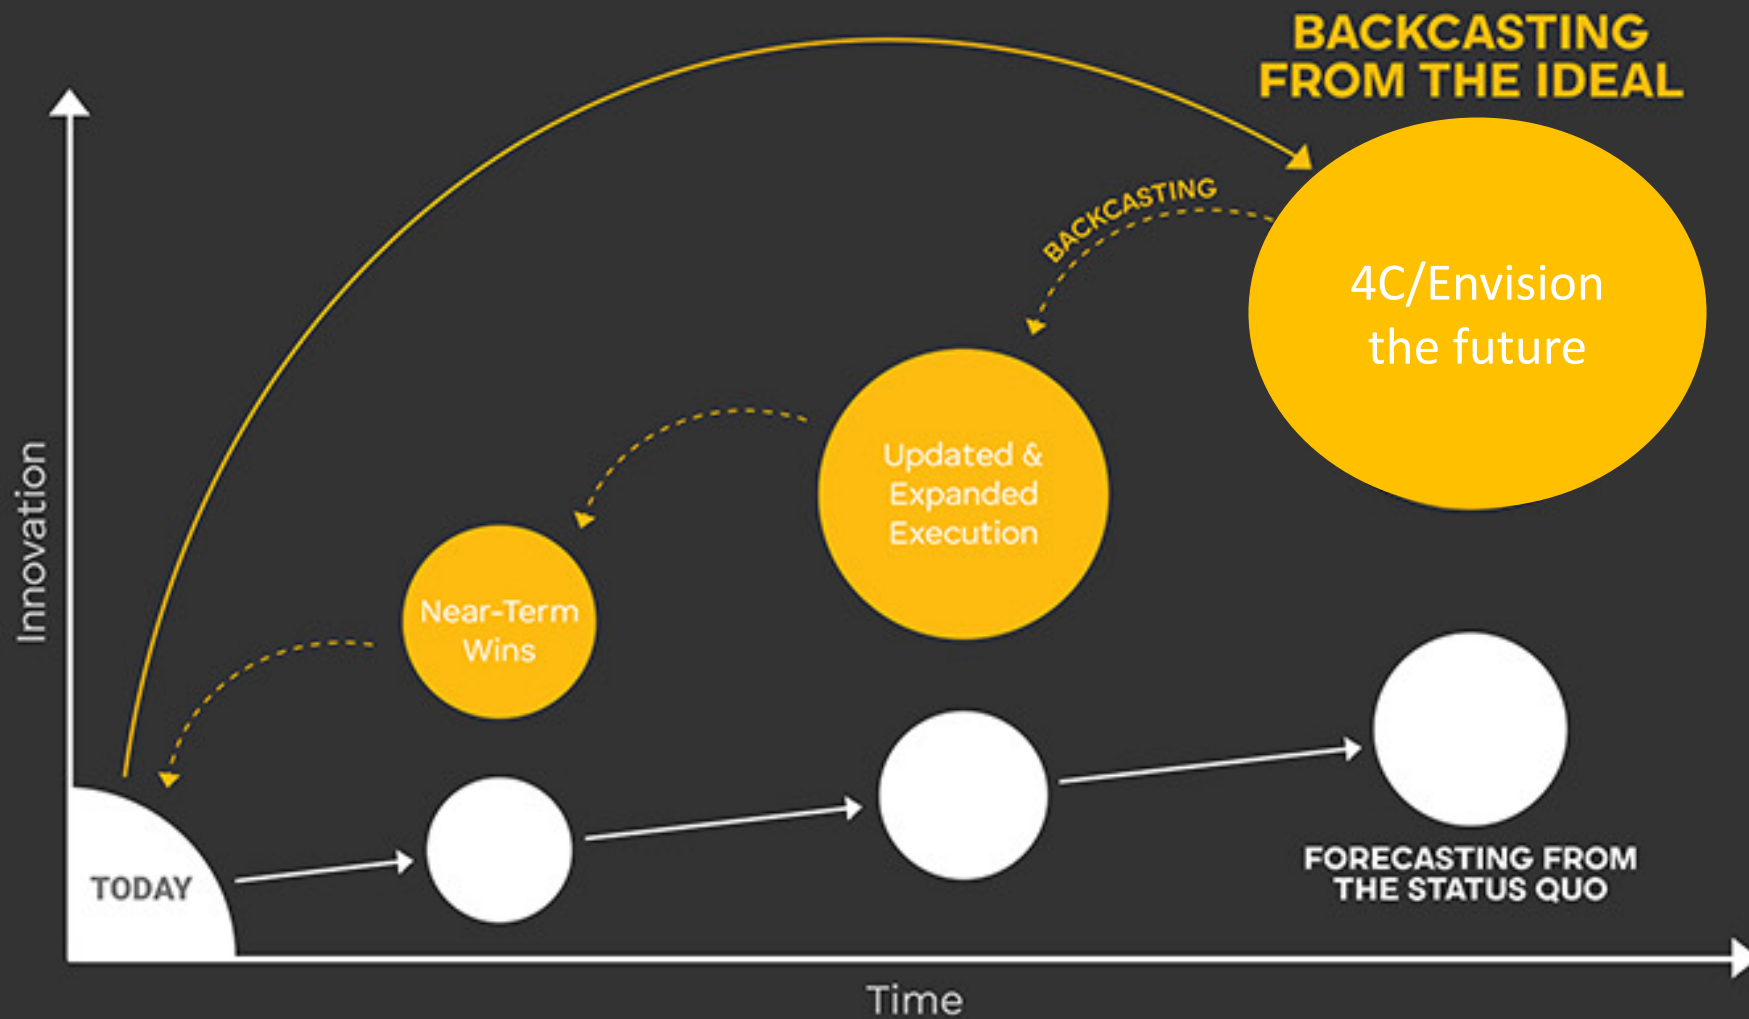 BACKCASTING
FROM THE IDEAL
BACKCASTING
4C/Envision
the future
Updated &
Expanded
Execution
Near-Term
Wins
Innovation
TODAY
FORECASTING FROM
THE STATUS QUO
Time